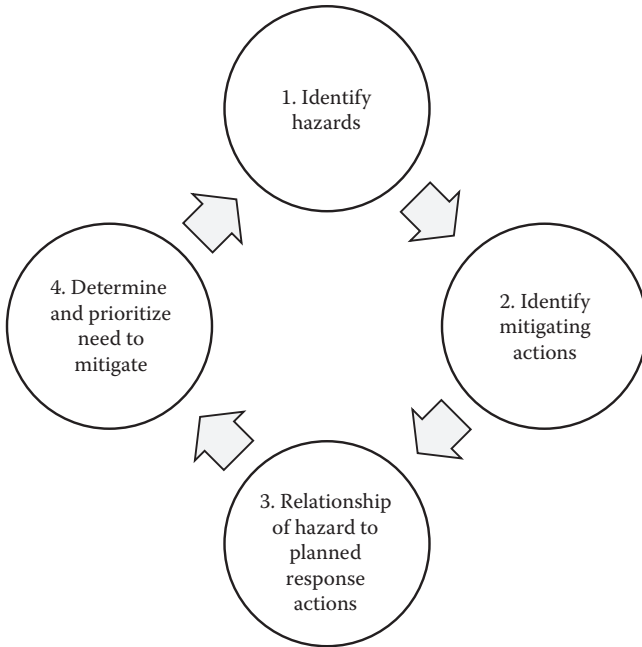 1. Identify
hazards
2. Identify
mitigating
actions
3. Relationship
of hazard to
planned
response
actions
4. Determine
and prioritize
need to
mitigate